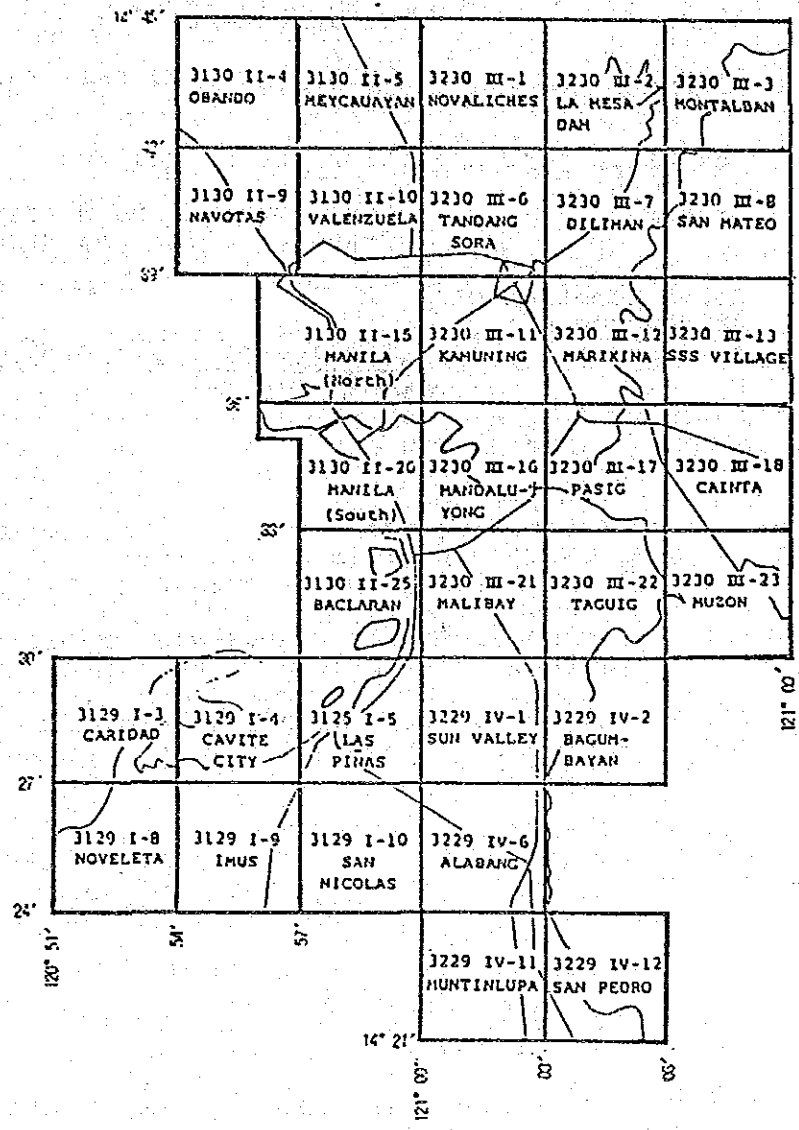 14° 45'
3130 II-4 3130 II-5 3230 III-1 3230 III-2 3230 III-3
OBANDO MEYCAUAYAN NOVALICHES LA MESA MONTALBAN
DAM
42'
3130 II-9 3130 II-10 3230 III-6 3230 III-7 3230 III-8
NAVOTAS VALENZUELA TANDANG DILIMAN SAN MATEO
SORA
39'
3130 II-15 3230 III-11 3230 III-12 3230 III-13
MANILA KAMUNING MARIKINA SSS VILLAGE
(North)
36'
3130 II-20 3230 III-16 3230 III-17 3230 III-18
MANILA MANDALU- PASIG CAINTA
(South) YONG
33'
3130 II-25 3230 III-21 3230 III-22 3230 III-23
BACLARAN MALIBAY TAGUIG MUZON
30'
3129 I-3 3129 I-4 3125 I-5 3229 IV-1 3229 IV-2
CARIDAD CAVITE LAS SUN VALLEY BAGUM-
CITY PIÑAS BAYAN
121°
27'
3129 I-8 3129 I-9 3129 I-10 3229 IV-6
NOVELETA IMUS SAN ALABANG
NICOLAS
24'
120° 51' 54' 57'
3229 IV-11 3229 IV-12
MUNTINLUPA SAN PEDRO
14° 21'
121° 00' 03'